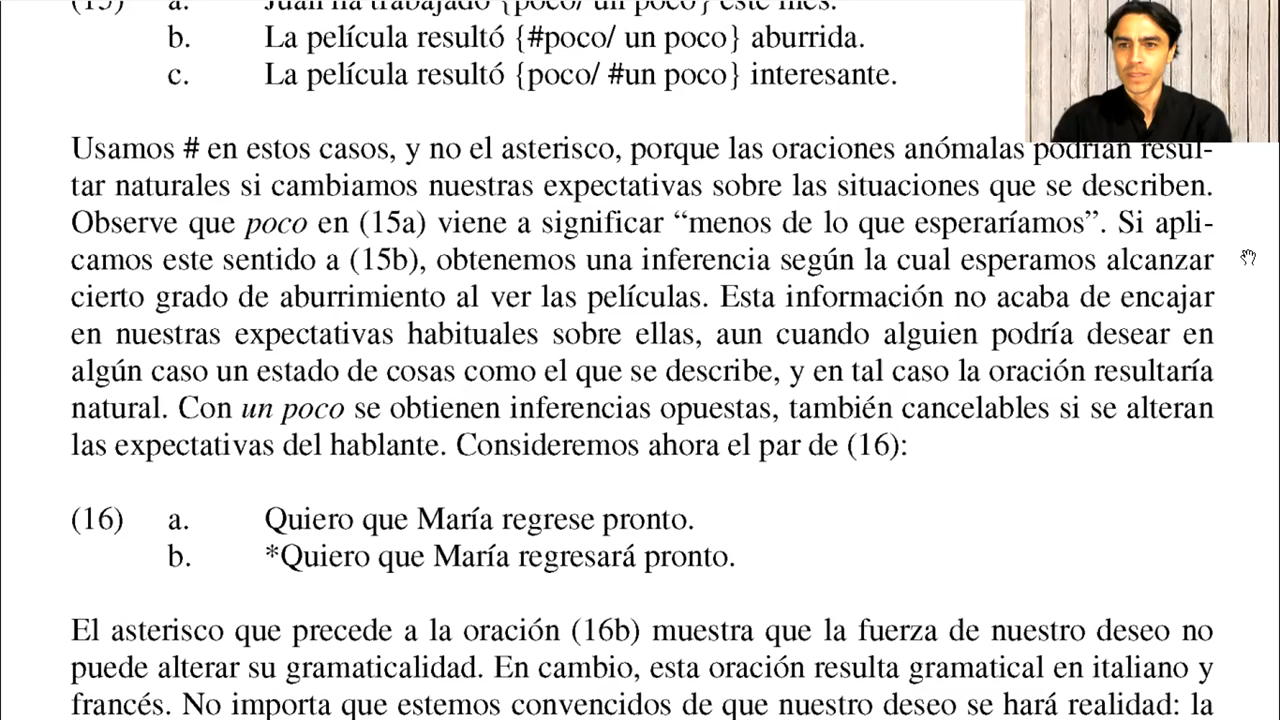 (15) a. Juan ha trabajado {poco/ un poco} este mes.
b. La película resultó {#poco/ un poco} aburrida.
c. La película resultó {poco/ #un poco} interesante.
Usamos # en estos casos, y no el asterisco, porque las oraciones anómalas podrían resul-
tar naturales si cambiamos nuestras expectativas sobre las situaciones que se describen.
Observe que poco en (15a) viene a significar “menos de lo que esperaríamos”. Si apli-
camos este sentido a (15b), obtenemos una inferencia según la cual esperamos alcanzar
cierto grado de aburrimiento al ver las películas. Esta información no acaba de encajar
en nuestras expectativas habituales sobre ellas, aun cuando alguien podría desear en
algún caso un estado de cosas como el que se describe, y en tal caso la oración resultaría
natural. Con un poco se obtienen inferencias opuestas, también cancelables si se alteran
las expectativas del hablante. Consideremos ahora el par de (16):
(16) a. Quiero que María regrese pronto.
b. *Quiero que María regresará pronto.
El asterisco que precede a la oración (16b) muestra que la fuerza de nuestro deseo no
puede alterar su gramaticalidad. En cambio, esta oración resulta gramatical en italiano y
francés. No importa que estemos convencidos de que nuestro deseo se hará realidad: la